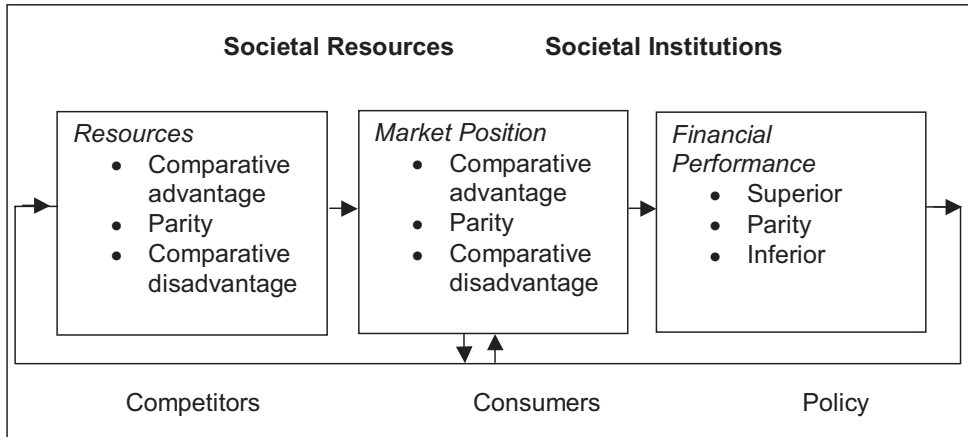 Societal Resources Societal Institutions
Resources
• Comparative
advantage
• Parity
• Comparative
disadvantage
Market Position
• Comparative
advantage
• Parity
• Comparative
disadvantage
Financial
Performance
• Superior
• Parity
• Inferior
Competitors Consumers Policy